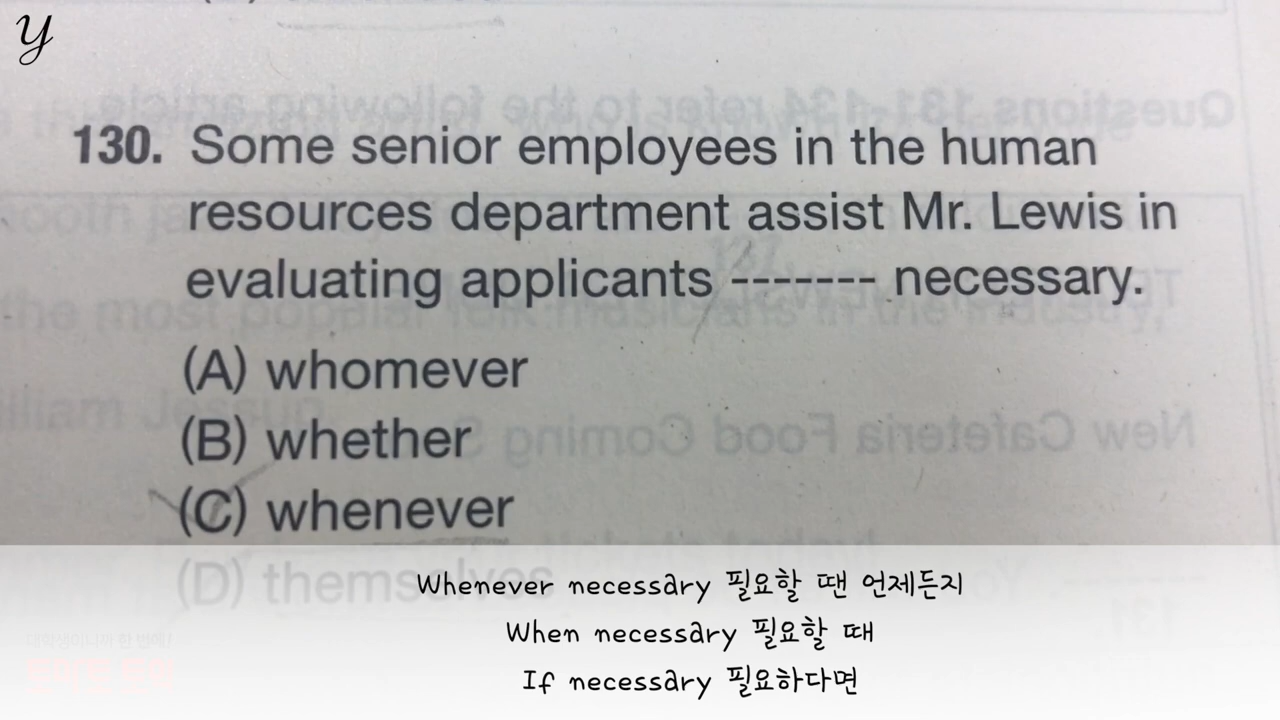 y
130. Some senior employees in the human
resources department assist Mr. Lewis in
evaluating applicants ------- necessary.
(A) whomever
(B) whether
(C) whenever
(D) themselves
Whenever necessary 필요할 땐 언제든지
When necessary 필요할 때
If necessary 필요하다면